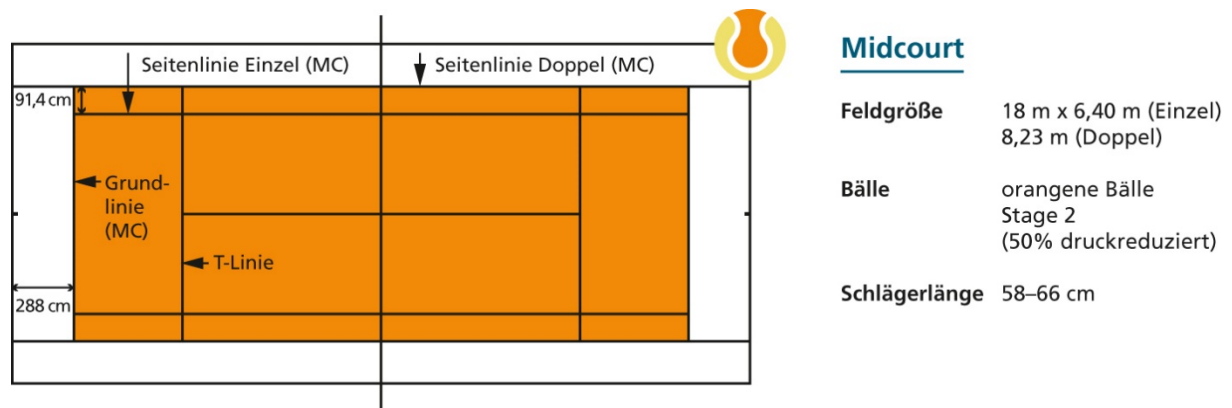 Seitenlinie Einzel (MC)
Seitenlinie Doppel (MC)
91,4 cm
Grund-
linie
(MC)
T-Linie
288 cm
Midcourt
Feldgröße 18 m x 6,40 m (Einzel)
8,23 m (Doppel)
Bälle orangene Bälle
Stage 2
(50% druckreduziert)
Schlägerlänge 58–66 cm